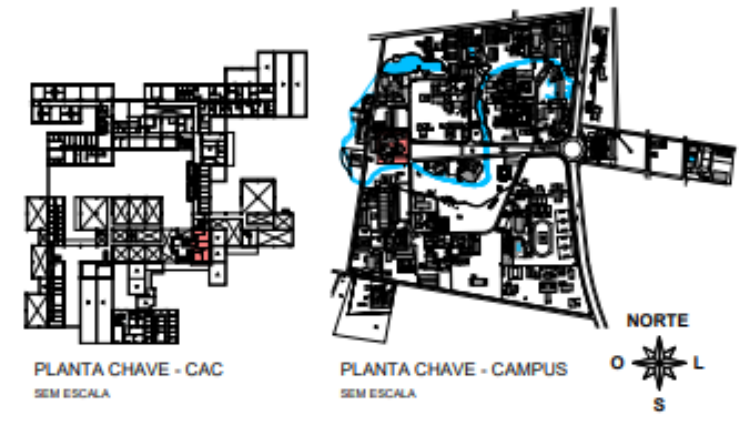 PLANTA CHAVE - CAC
SEM ESCALA
PLANTA CHAVE - CAMPUS
SEM ESCALA
NORTE
O
L
S